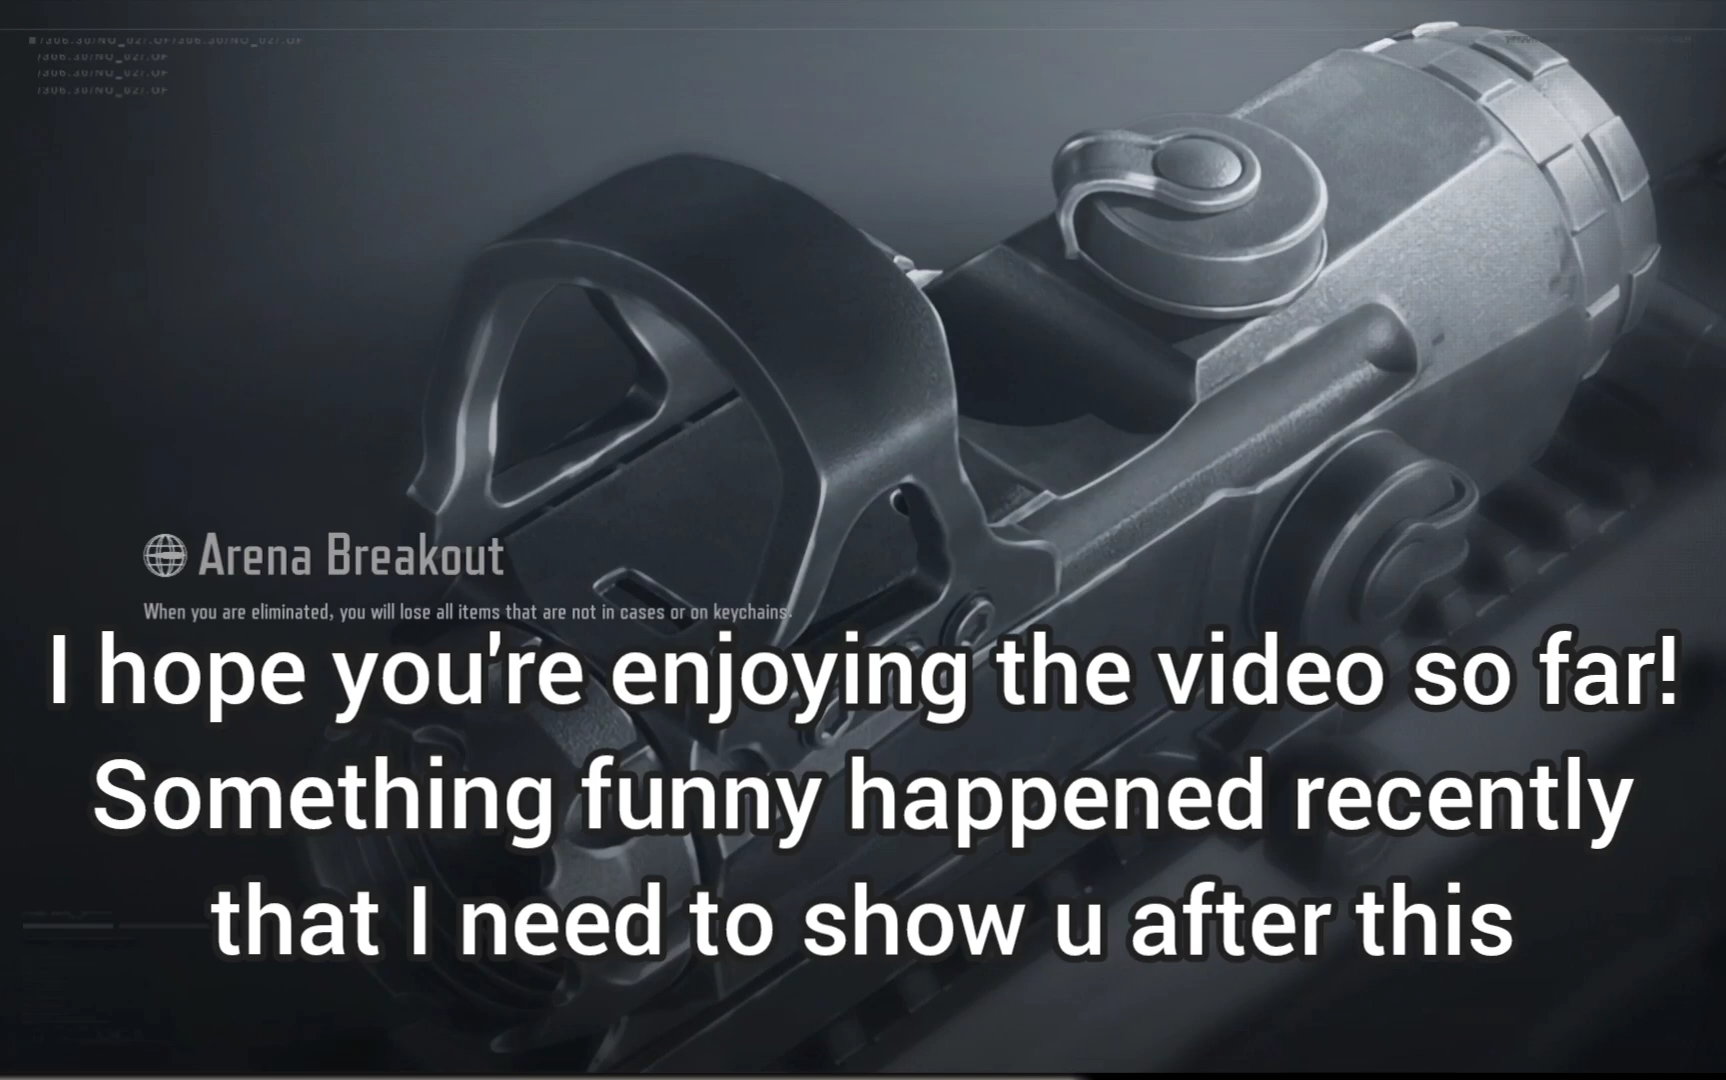 Arena Breakout
When you are eliminated, you will lose all items that are not in cases or on keychains.
I hope you're enjoying the video so far!
Something funny happened recently
that I need to show u after this